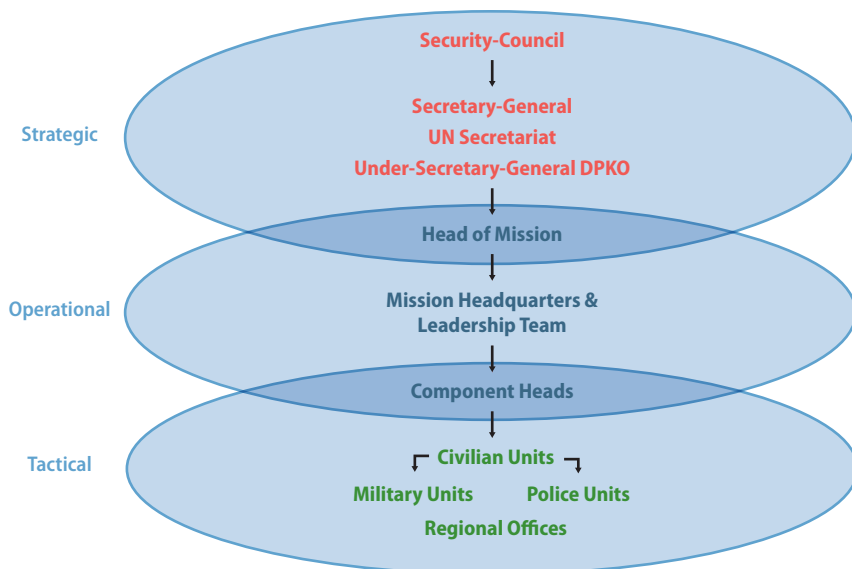 Security-Council
Strategic
Secretary-General
UN Secretariat
Under-Secretary-General DPKO
Head of Mission
Operational
Mission Headquarters &
Leadership Team
Component Heads
Tactical
Civilian Units
Military Units
Police Units
Regional Offices